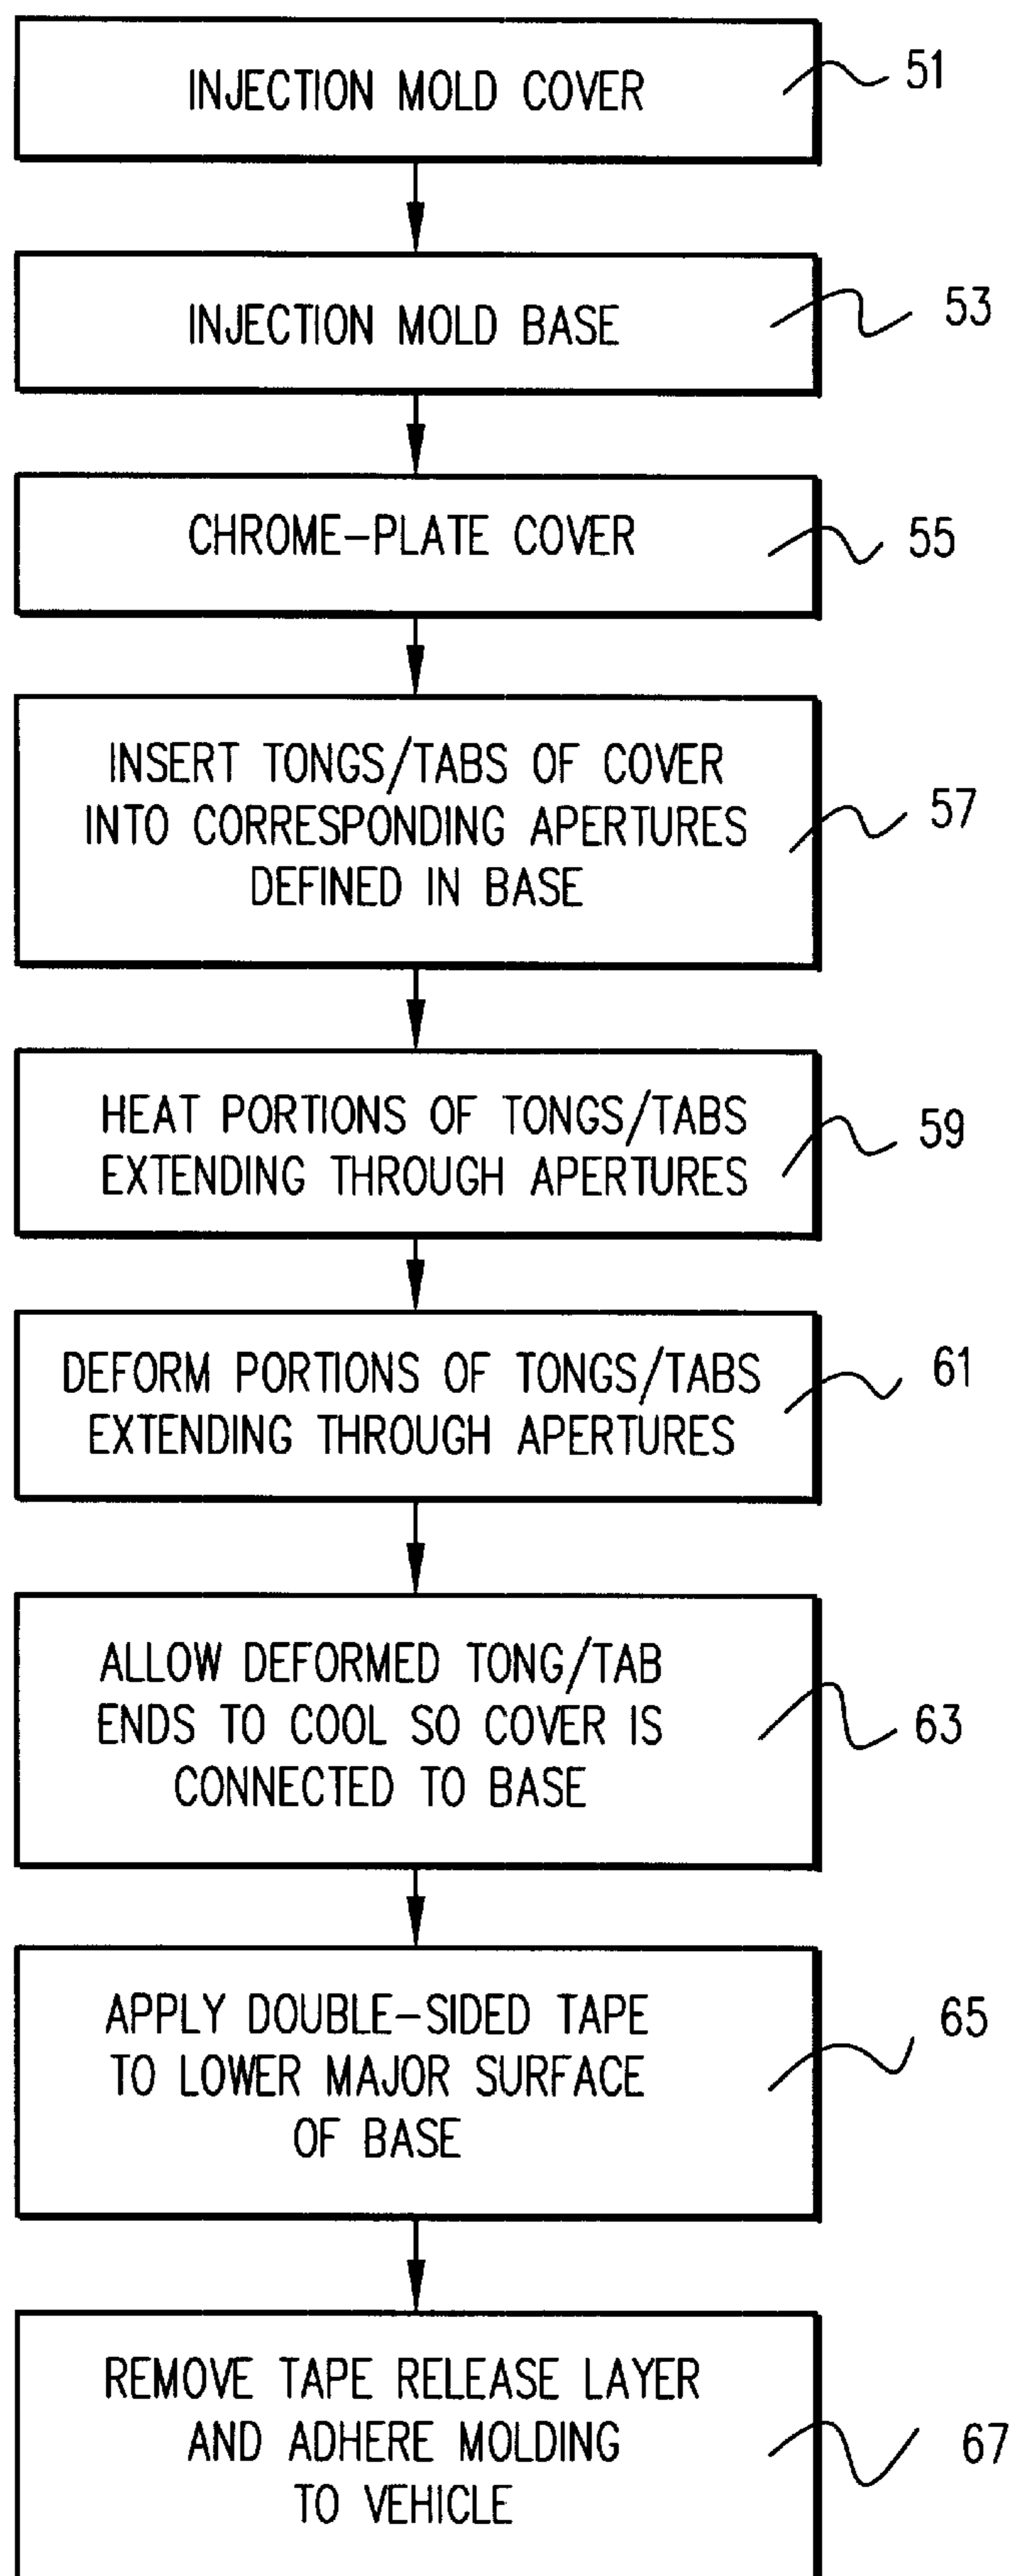 INJECTION MOLD COVER
51
INJECTION MOLD BASE
53
CHROME-PLATE COVER
55
INSERT TONGS/TABS OF COVER
INTO CORRESPONDING APERTURES
DEFINED IN BASE
57
HEAT PORTIONS OF TONGS/TABS
EXTENDING THROUGH APERTURES
59
DEFORM PORTIONS OF TONGS/TABS
EXTENDING THROUGH APERTURES
61
ALLOW DEFORMED TONG/TAB
ENDS TO COOL SO COVER IS
CONNECTED TO BASE
63
APPLY DOUBLE-SIDED TAPE
TO LOWER MAJOR SURFACE
OF BASE
65
REMOVE TAPE RELEASE LAYER
AND ADHERE MOLDING
TO VEHICLE
67